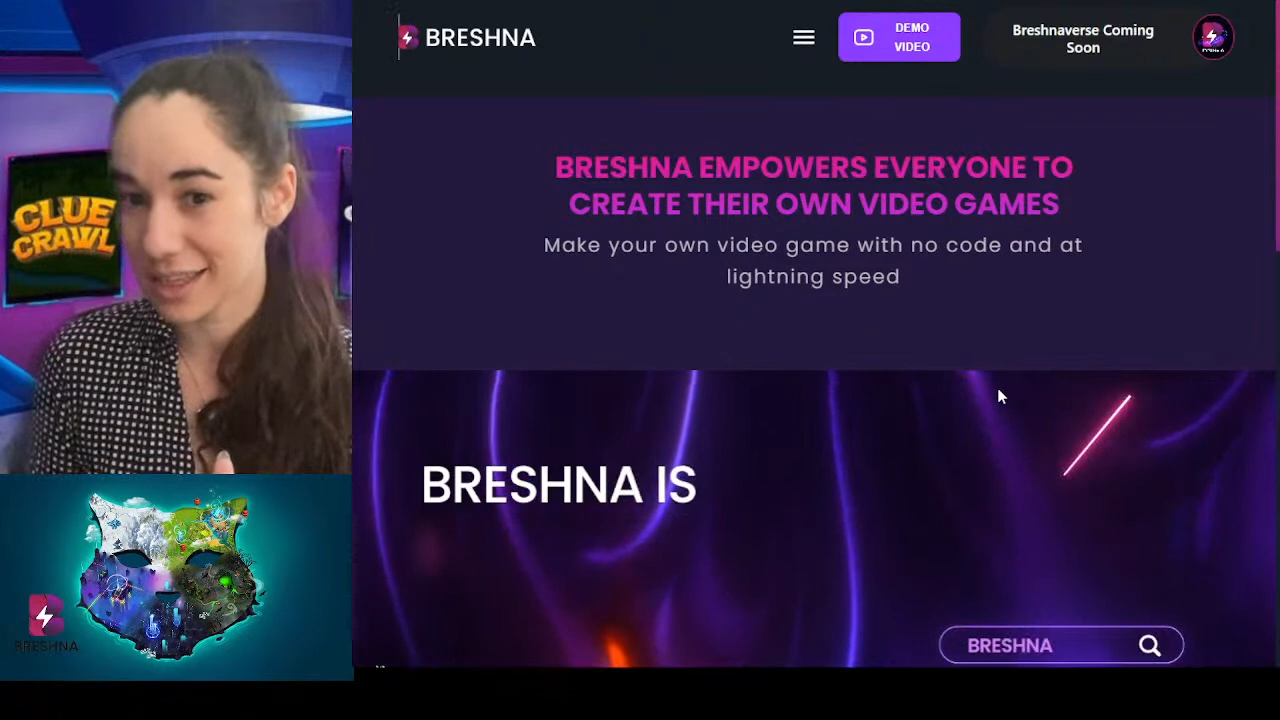 BRESHNA
DEMO
VIDEO
Breshnaverse Coming
Soon
CLUE
CRAWL
BRESHNA EMPOWERS EVERYONE TO
CREATE THEIR OWN VIDEO GAMES
Make your own video game with no code and at
lightning speed
BRESHNA IS
BRESHNA
BRESHNA